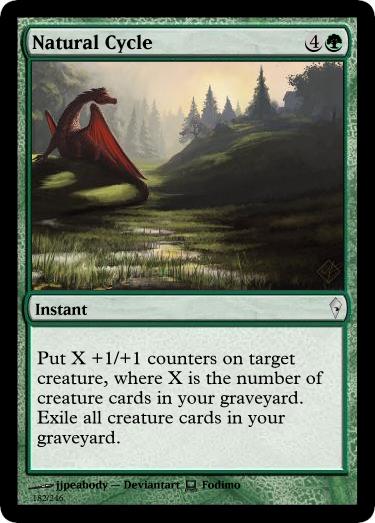 Natural Cycle 4
Instant
Put X +1/+1 counters on target
creature, where X is the number of
creature cards in your graveyard.
Exile all creature cards in your
graveyard.
jjpeabody — Deviantart Fodimo
182/246